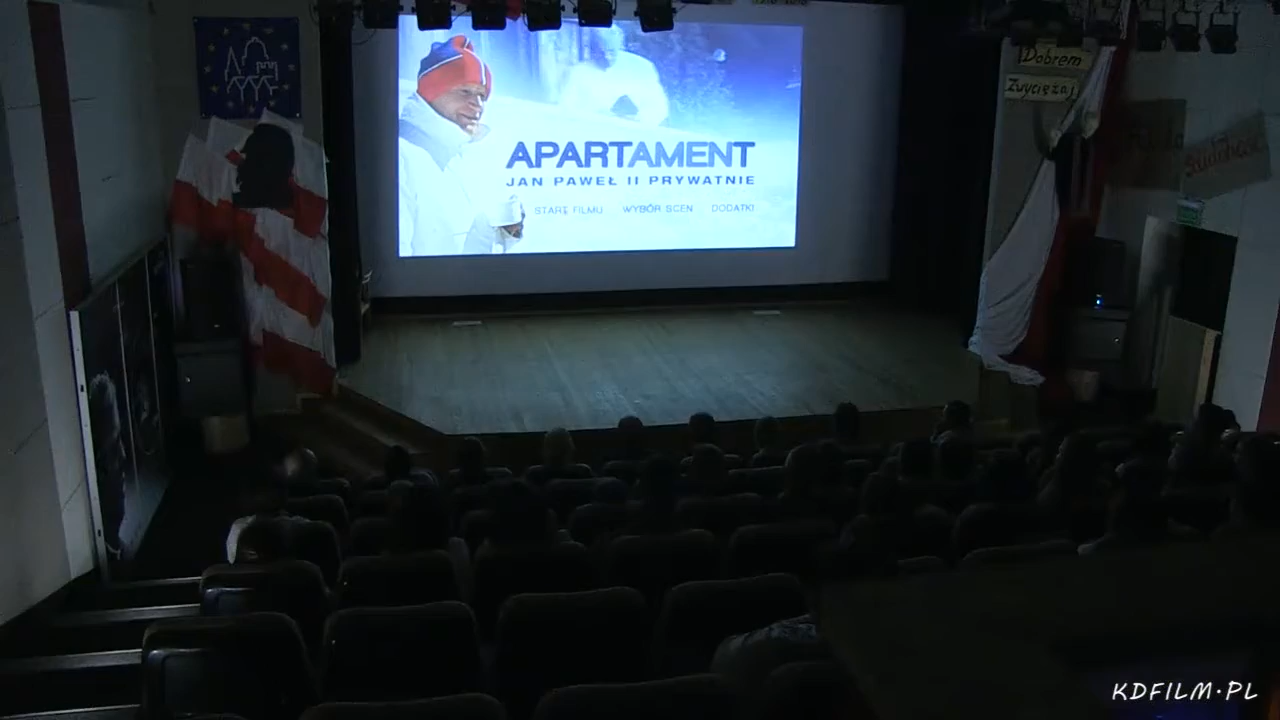 Dobrem
Zwyciężaj
APARTAMENT
JAN PAWEŁ II PRYWATNIE
START FILMU WYBÓR SCEN DODATKI
KDFILM.PL